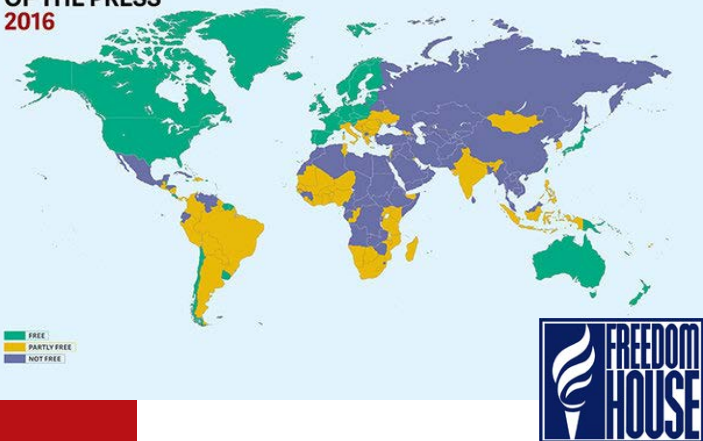 OF THE PRESS
2016
FREE
PARTLY FREE
NOT FREE
FREEDOM
HOUSE